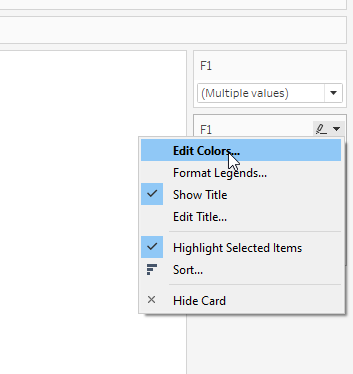 F1
(Multiple values)
F1
Edit Colors...
Format Legends...
Show Title
Edit Title...
Highlight Selected Items
Sort...
Hide Card